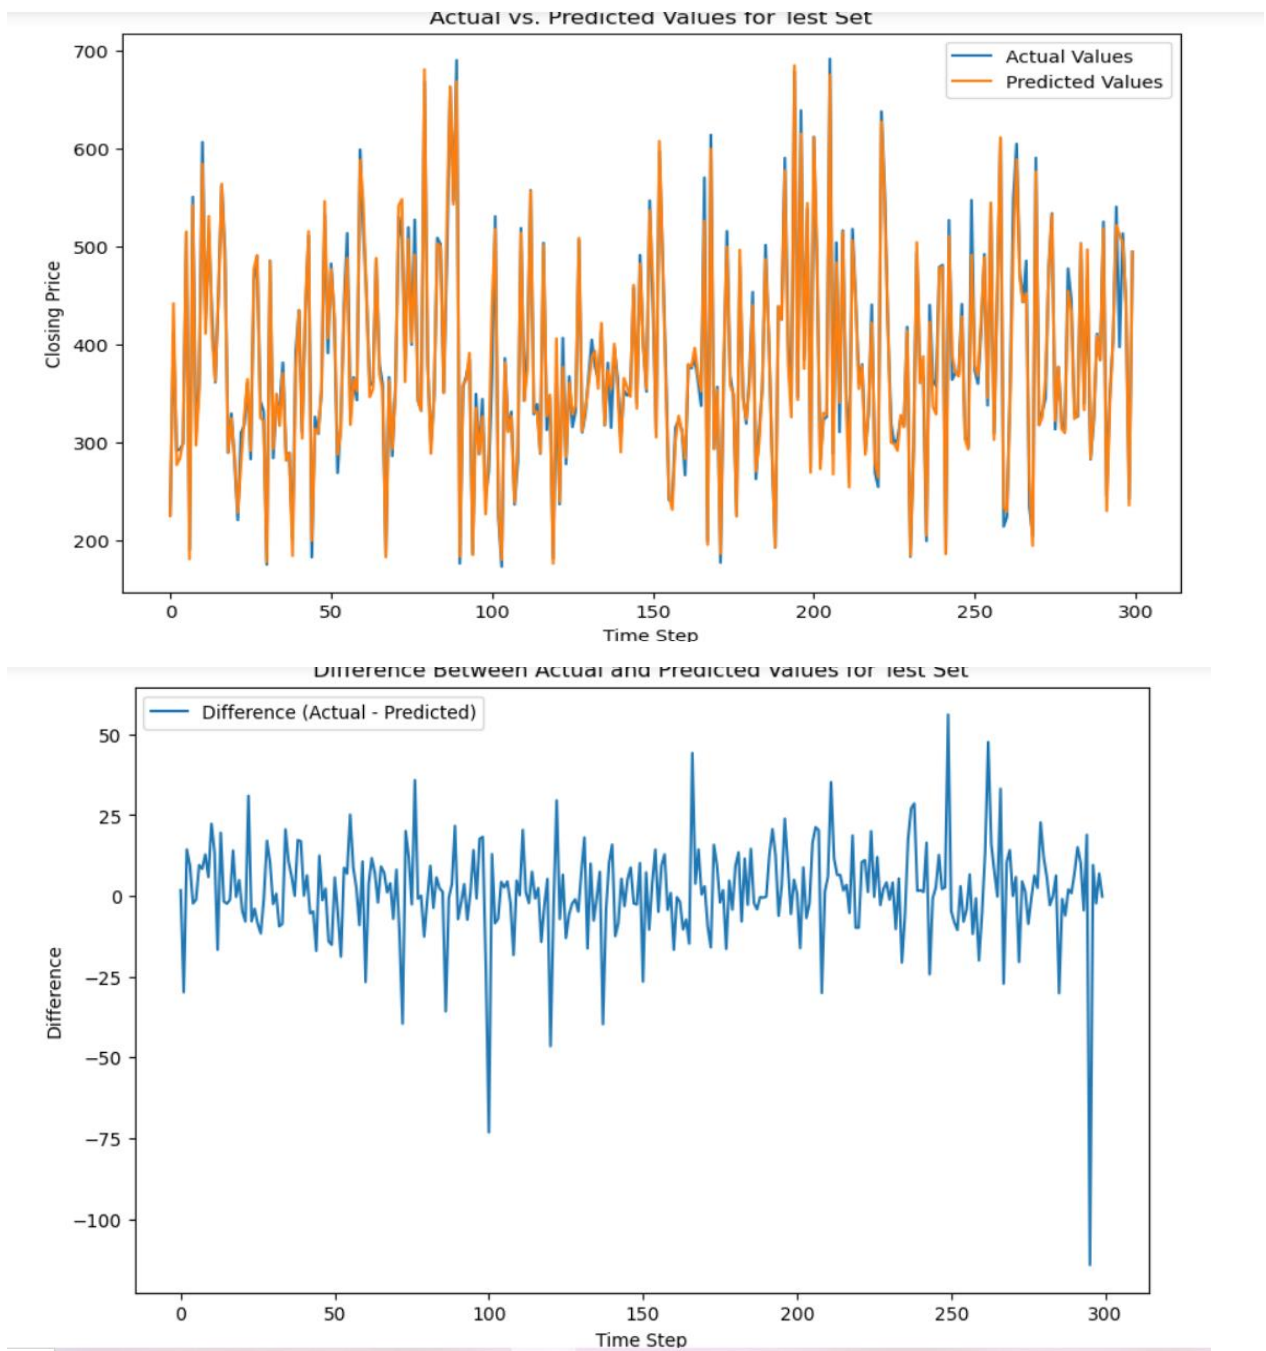 Actual vs. Predicted Values for Test Set
700
600
500
400
300
200
Closing Price
Actual Values
Predicted Values
0 50 100 150 200 250 300
Time Step
Difference Between Actual and Predicted Values for Test Set
50
25
0
−25
−50
−75
−100
Difference
Difference (Actual - Predicted)
0 50 100 150 200 250 300
Time Step